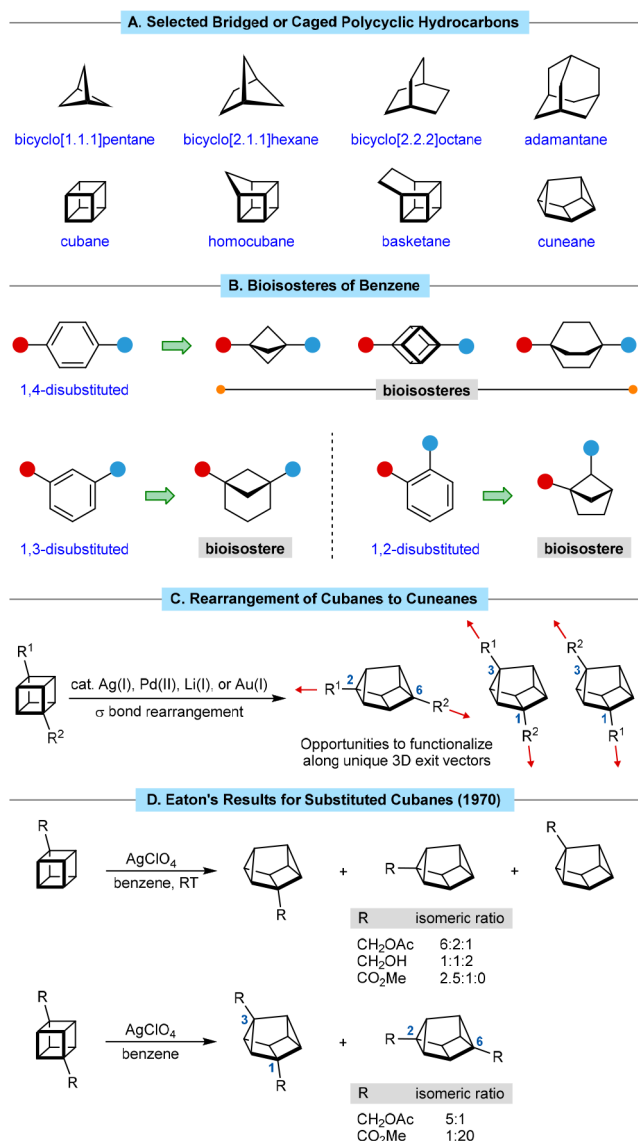 A. Selected Bridged or Caged Polycyclic Hydrocarbons
bicyclo[1.1.1]pentane
bicyclo[2.1.1]hexane
bicyclo[2.2.2]octane
adamantane
cubane
homocubane
basketane
cuneane
B. Bioisosteres of Benzene
1,4-disubstituted
bioisosteres
1,3-disubstituted
bioisostere
1,2-disubstituted
bioisostere
C. Rearrangement of Cubanes to Cuneanes
R¹
R²
cat. Ag(I), Pd(II), Li(I), or Au(I)
σ bond rearrangement
R¹
2
6
R²
Opportunities to functionalize
along unique 3D exit vectors
R¹
3
1
R²
R²
3
1
R¹
D. Eaton's Results for Substituted Cubanes (1970)
R
AgClO₄
benzene, RT
R
+
R
+
R
R isomeric ratio
CH₂OAc 6:2:1
CH₂OH 1:1:2
CO₂Me 2.5:1:0
R
R
AgClO₄
benzene
R
3
1
R
+
R
2
6
R
R isomeric ratio
CH₂OAc 5:1
CO₂Me 1:20